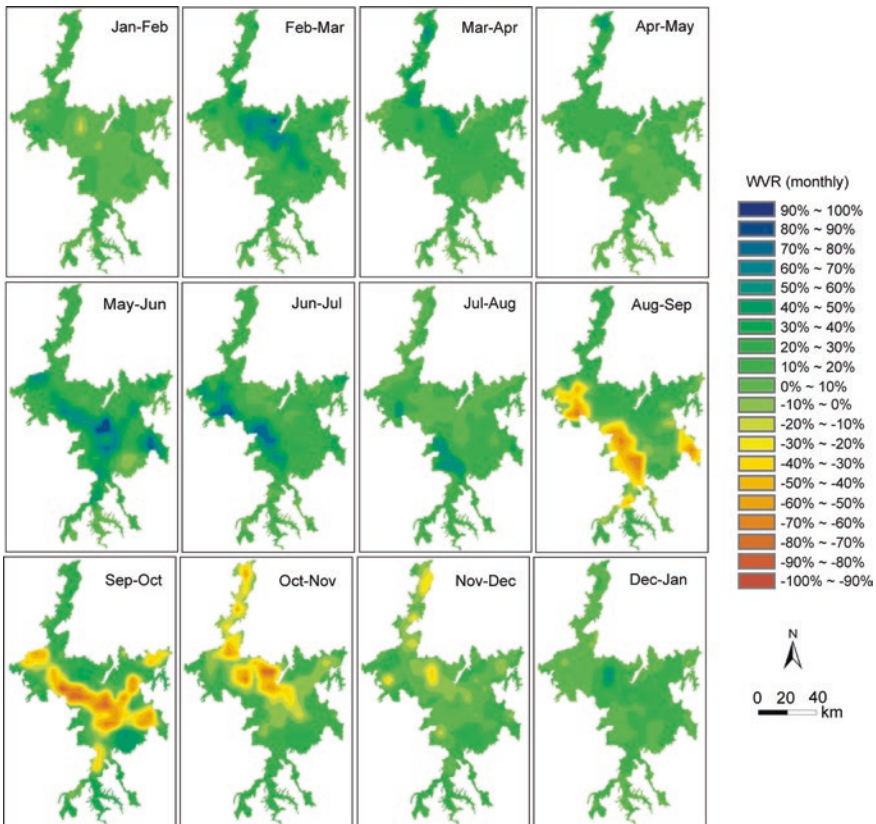 Jan-Feb
Feb-Mar
Mar-Apr
Apr-May
May-Jun
Jun-Jul
Jul-Aug
Aug-Sep
Sep-Oct
Oct-Nov
Nov-Dec
Dec-Jan
WVR (monthly)
90% ~ 100%
80% ~ 90%
70% ~ 80%
60% ~ 70%
50% ~ 60%
40% ~ 50%
30% ~ 40%
20% ~ 30%
10% ~ 20%
0% ~ 10%
-10% ~ 0%
-20% ~ -10%
-30% ~ -20%
-40% ~ -30%
-50% ~ -40%
-60% ~ -50%
-70% ~ -60%
-80% ~ -70%
-90% ~ -80%
-100% ~ -90%
N
0 20 40
km